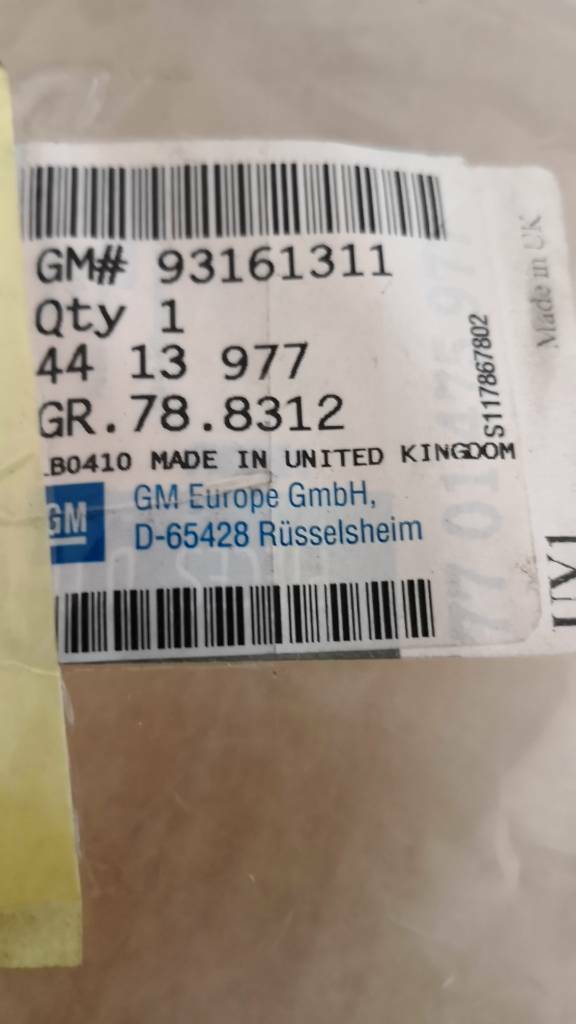 GM# 93161311
Qty 1
44 13 977
GR.78.8312
B0410 MADE IN UNITED KINGDOM
GM
GM Europe GmbH,
D-65428 Rüsselsheim
S117867802
Made in UK